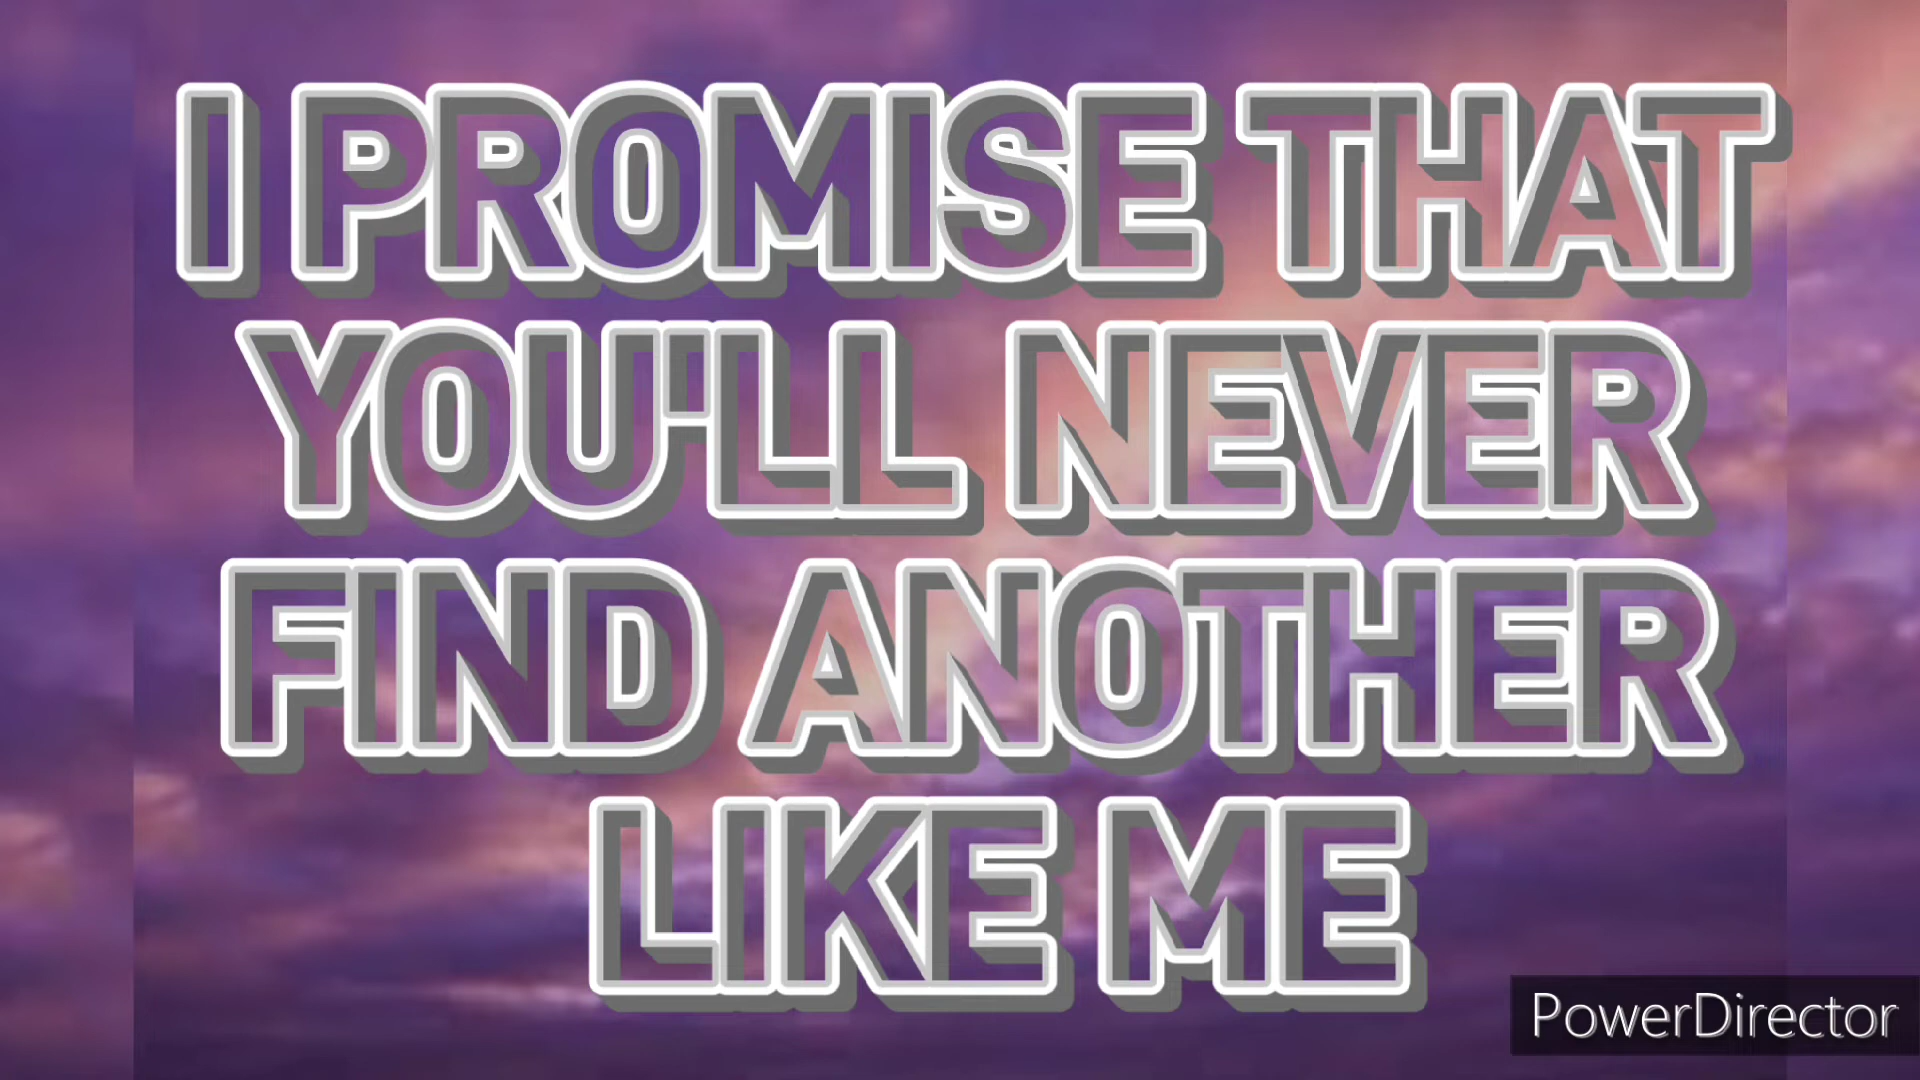 I PROMISE THAT
YOU'LL NEVER
FIND ANOTHER
LIKE ME
PowerDirector